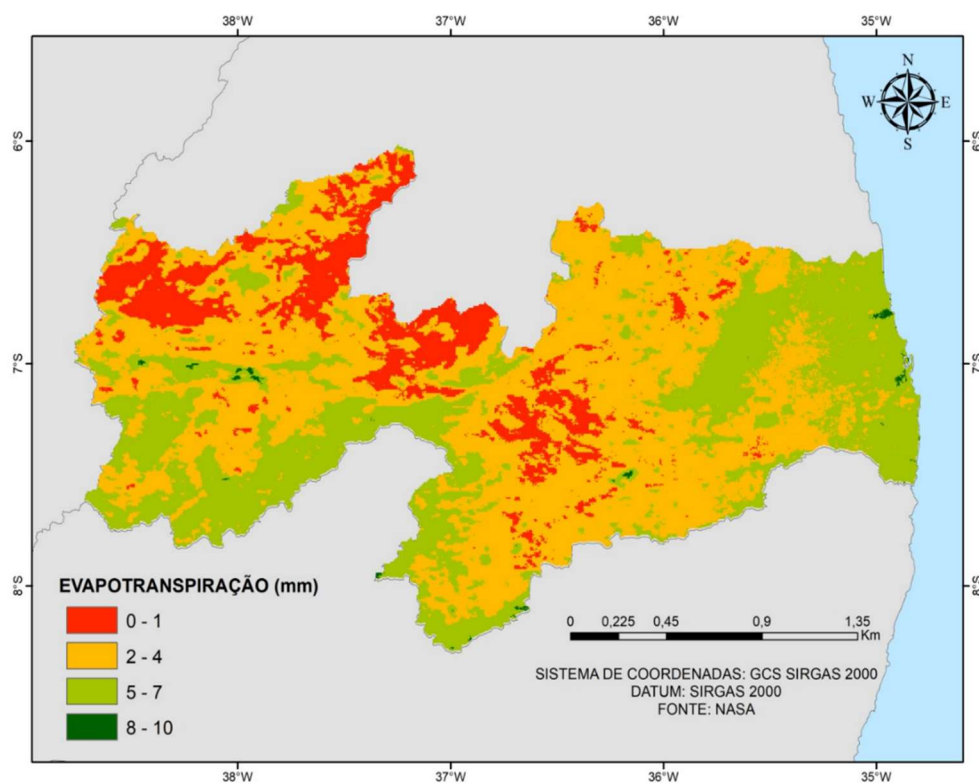 38°W 37°W 36°W 35°W
N
W E
S
6°S 6°S
7°S 7°S
8°S 8°S
EVAPOTRANSPIRAÇÃO (mm)
0 - 1
2 - 4
5 - 7
8 - 10
0 0,225 0,45 0,9 1,35
Km
SISTEMA DE COORDENADAS: GCS SIRGAS 2000
DATUM: SIRGAS 2000
FONTE: NASA
38°W 37°W 36°W 35°W